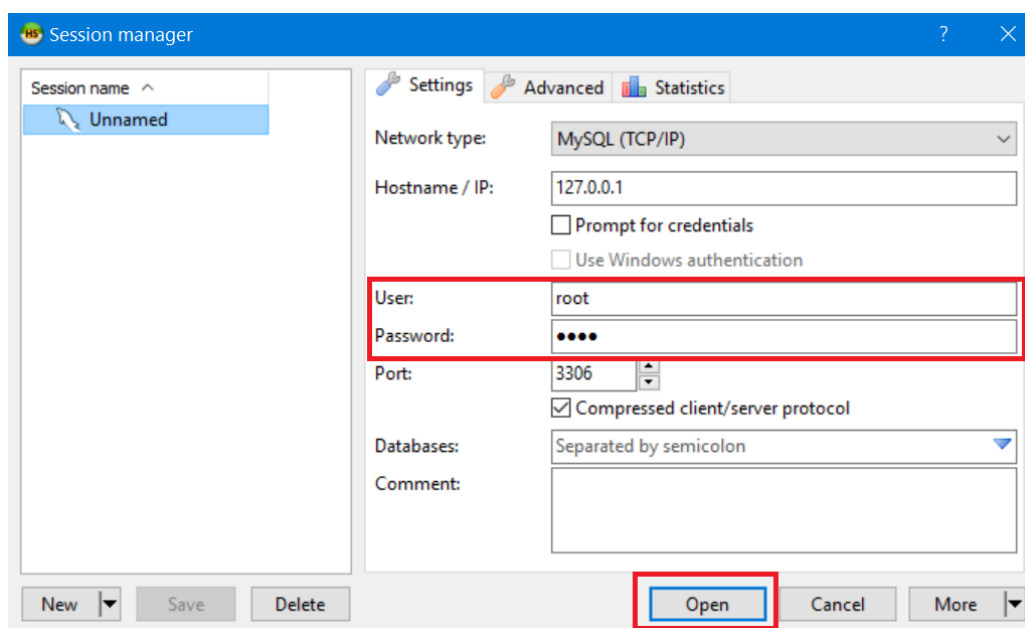 HS Session manager ?
Session name
Unnamed
Settings Advanced Statistics
Network type: MySQL (TCP/IP)
Hostname / IP: 127.0.0.1
Prompt for credentials
Use Windows authentication
User: root
Password: ●●●●
Port: 3306
Compressed client/server protocol
Databases: Separated by semicolon
Comment:
New Save Delete Open Cancel More